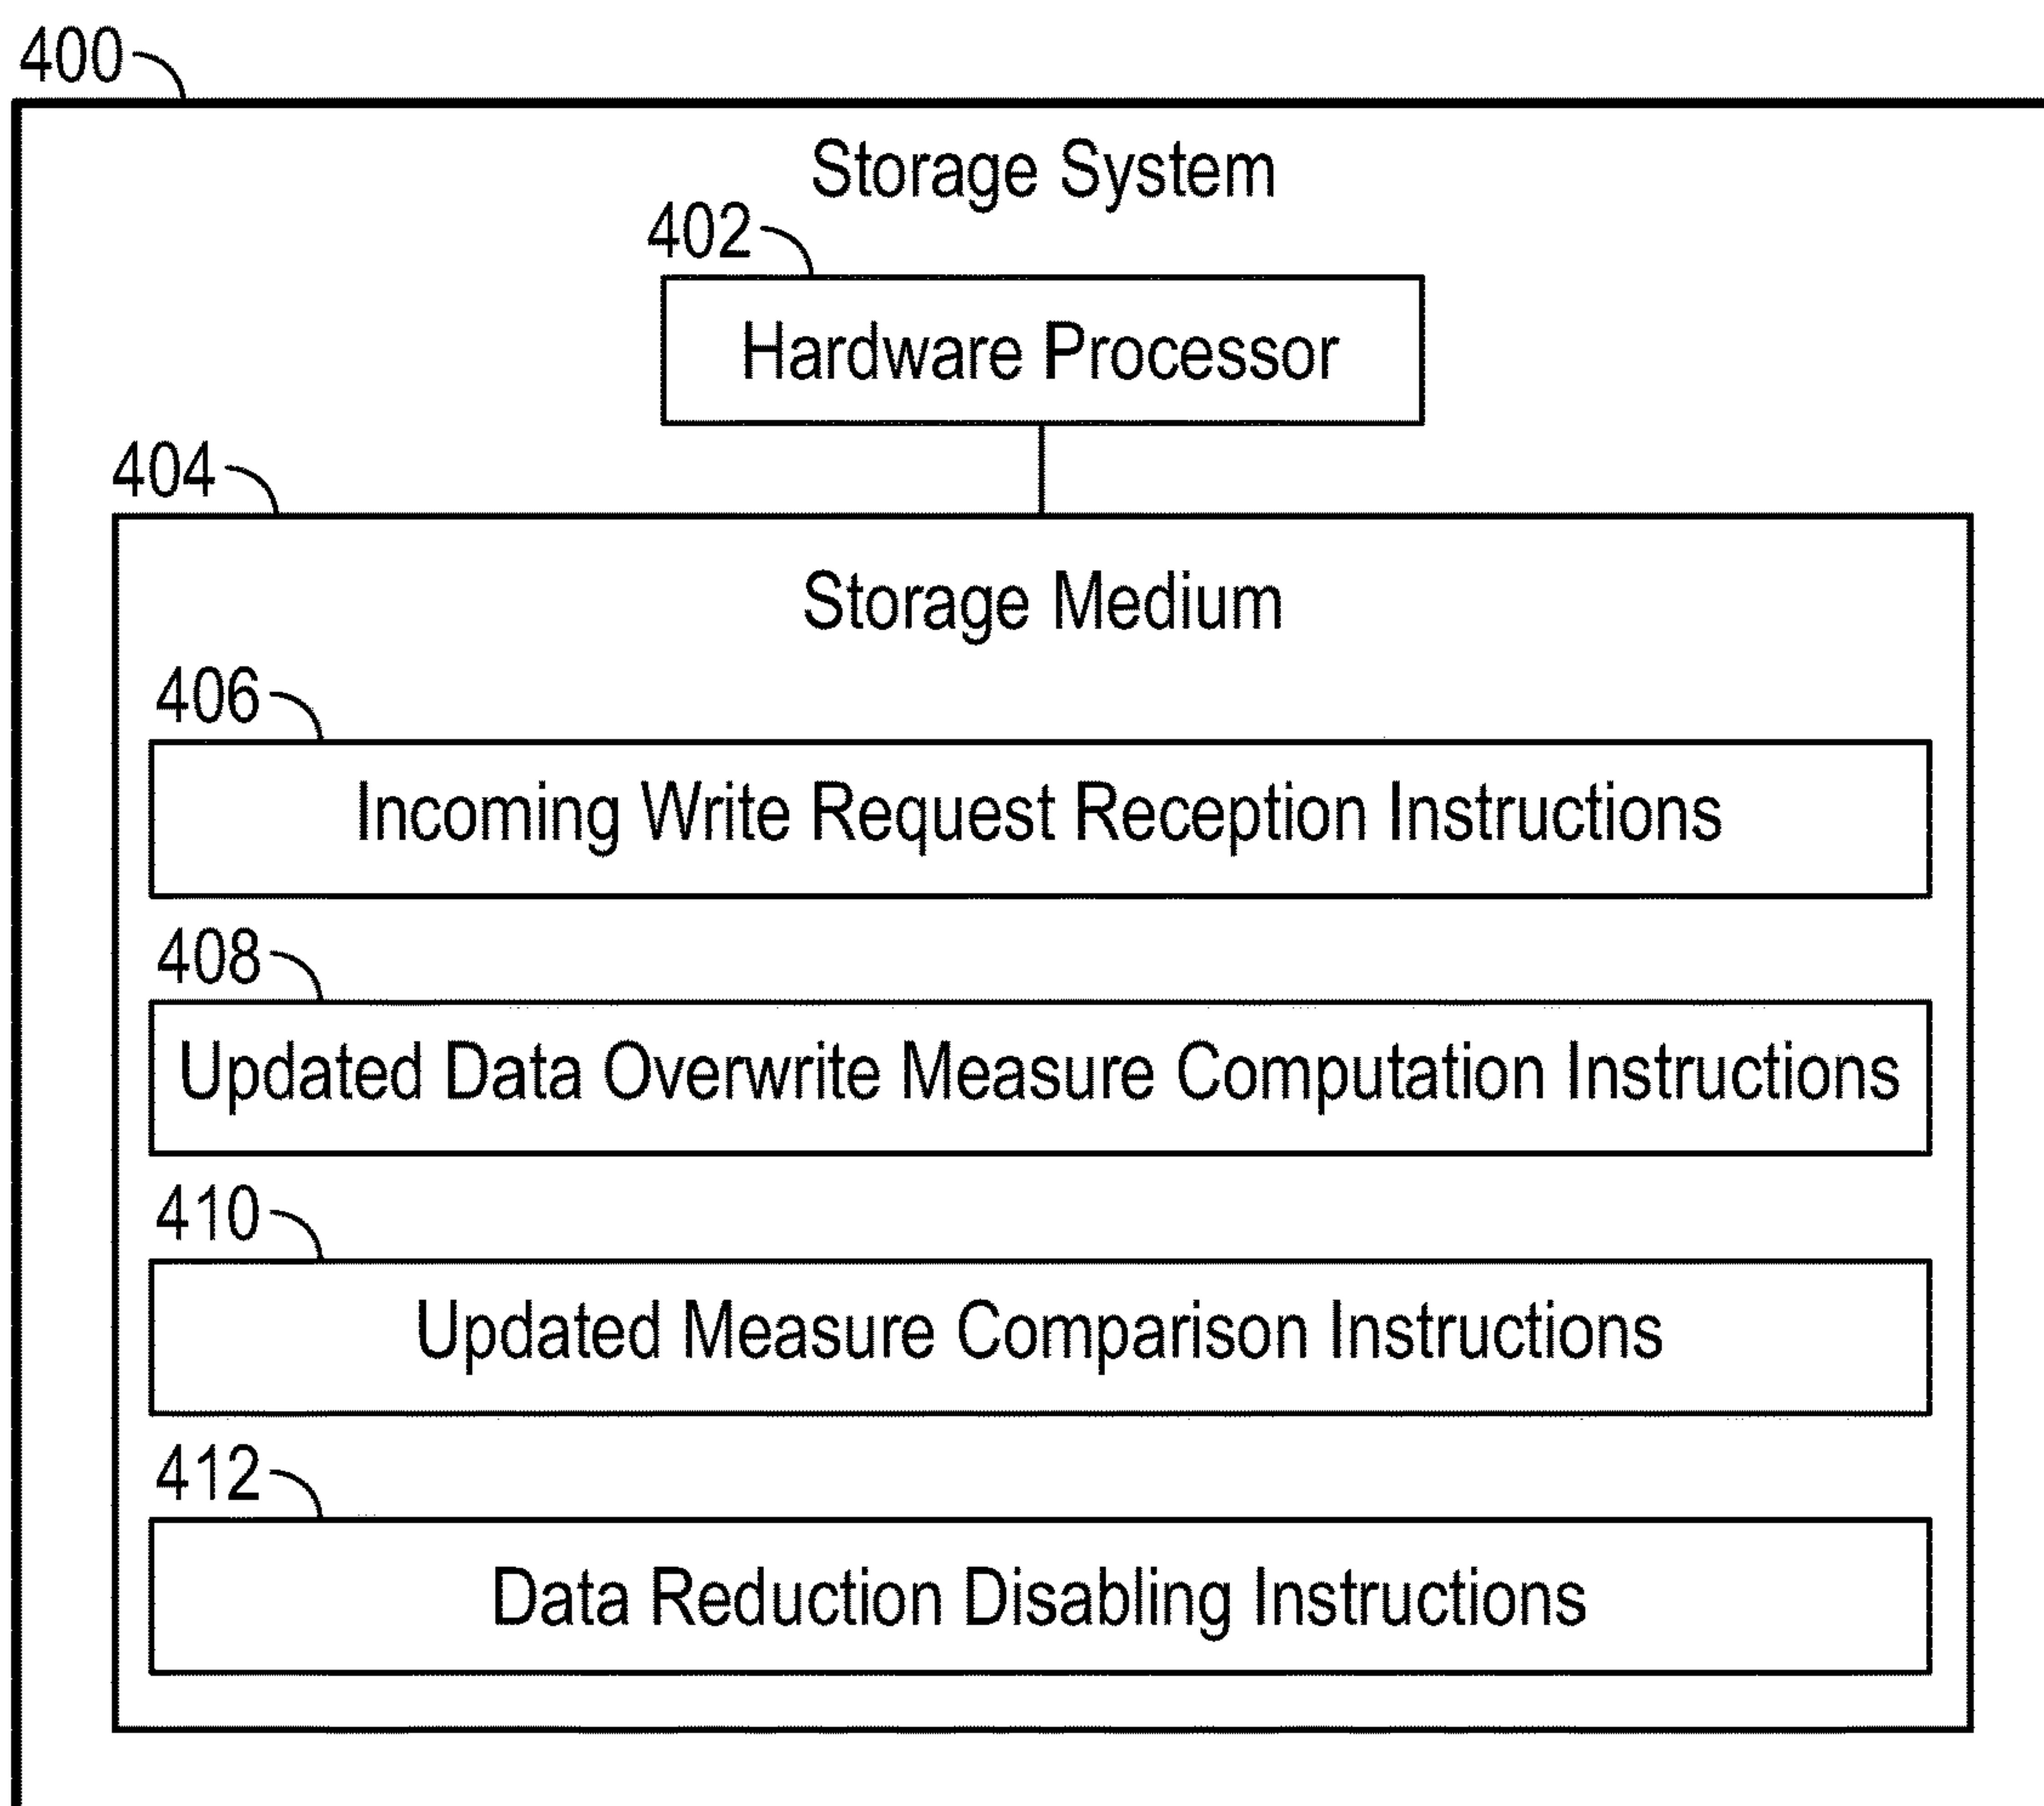 400
Storage System
402
Hardware Processor
404
Storage Medium
406
Incoming Write Request Reception Instructions
408
Updated Data Overwrite Measure Computation Instructions
410
Updated Measure Comparison Instructions
412
Data Reduction Disabling Instructions